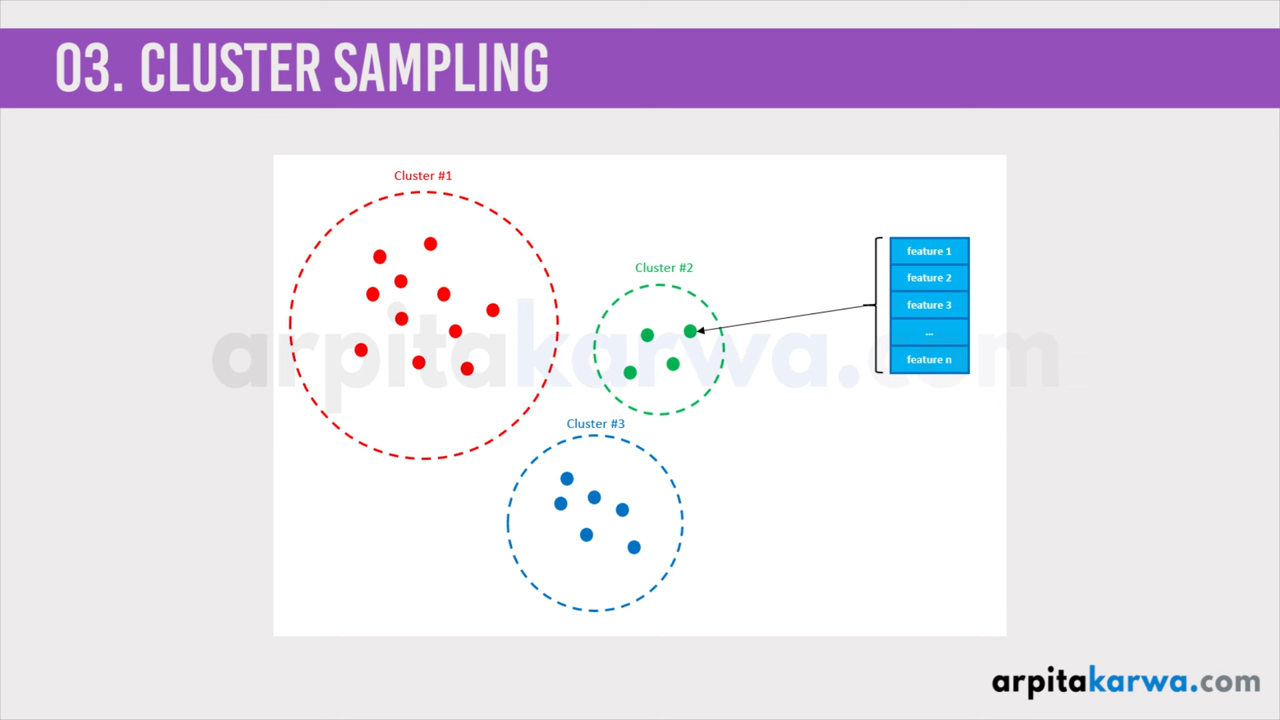 03. CLUSTER SAMPLING
Cluster #1
Cluster #2
Cluster #3
feature 1
feature 2
feature 3
...
feature n
arpitakarwa.com
arpitakarwa.com